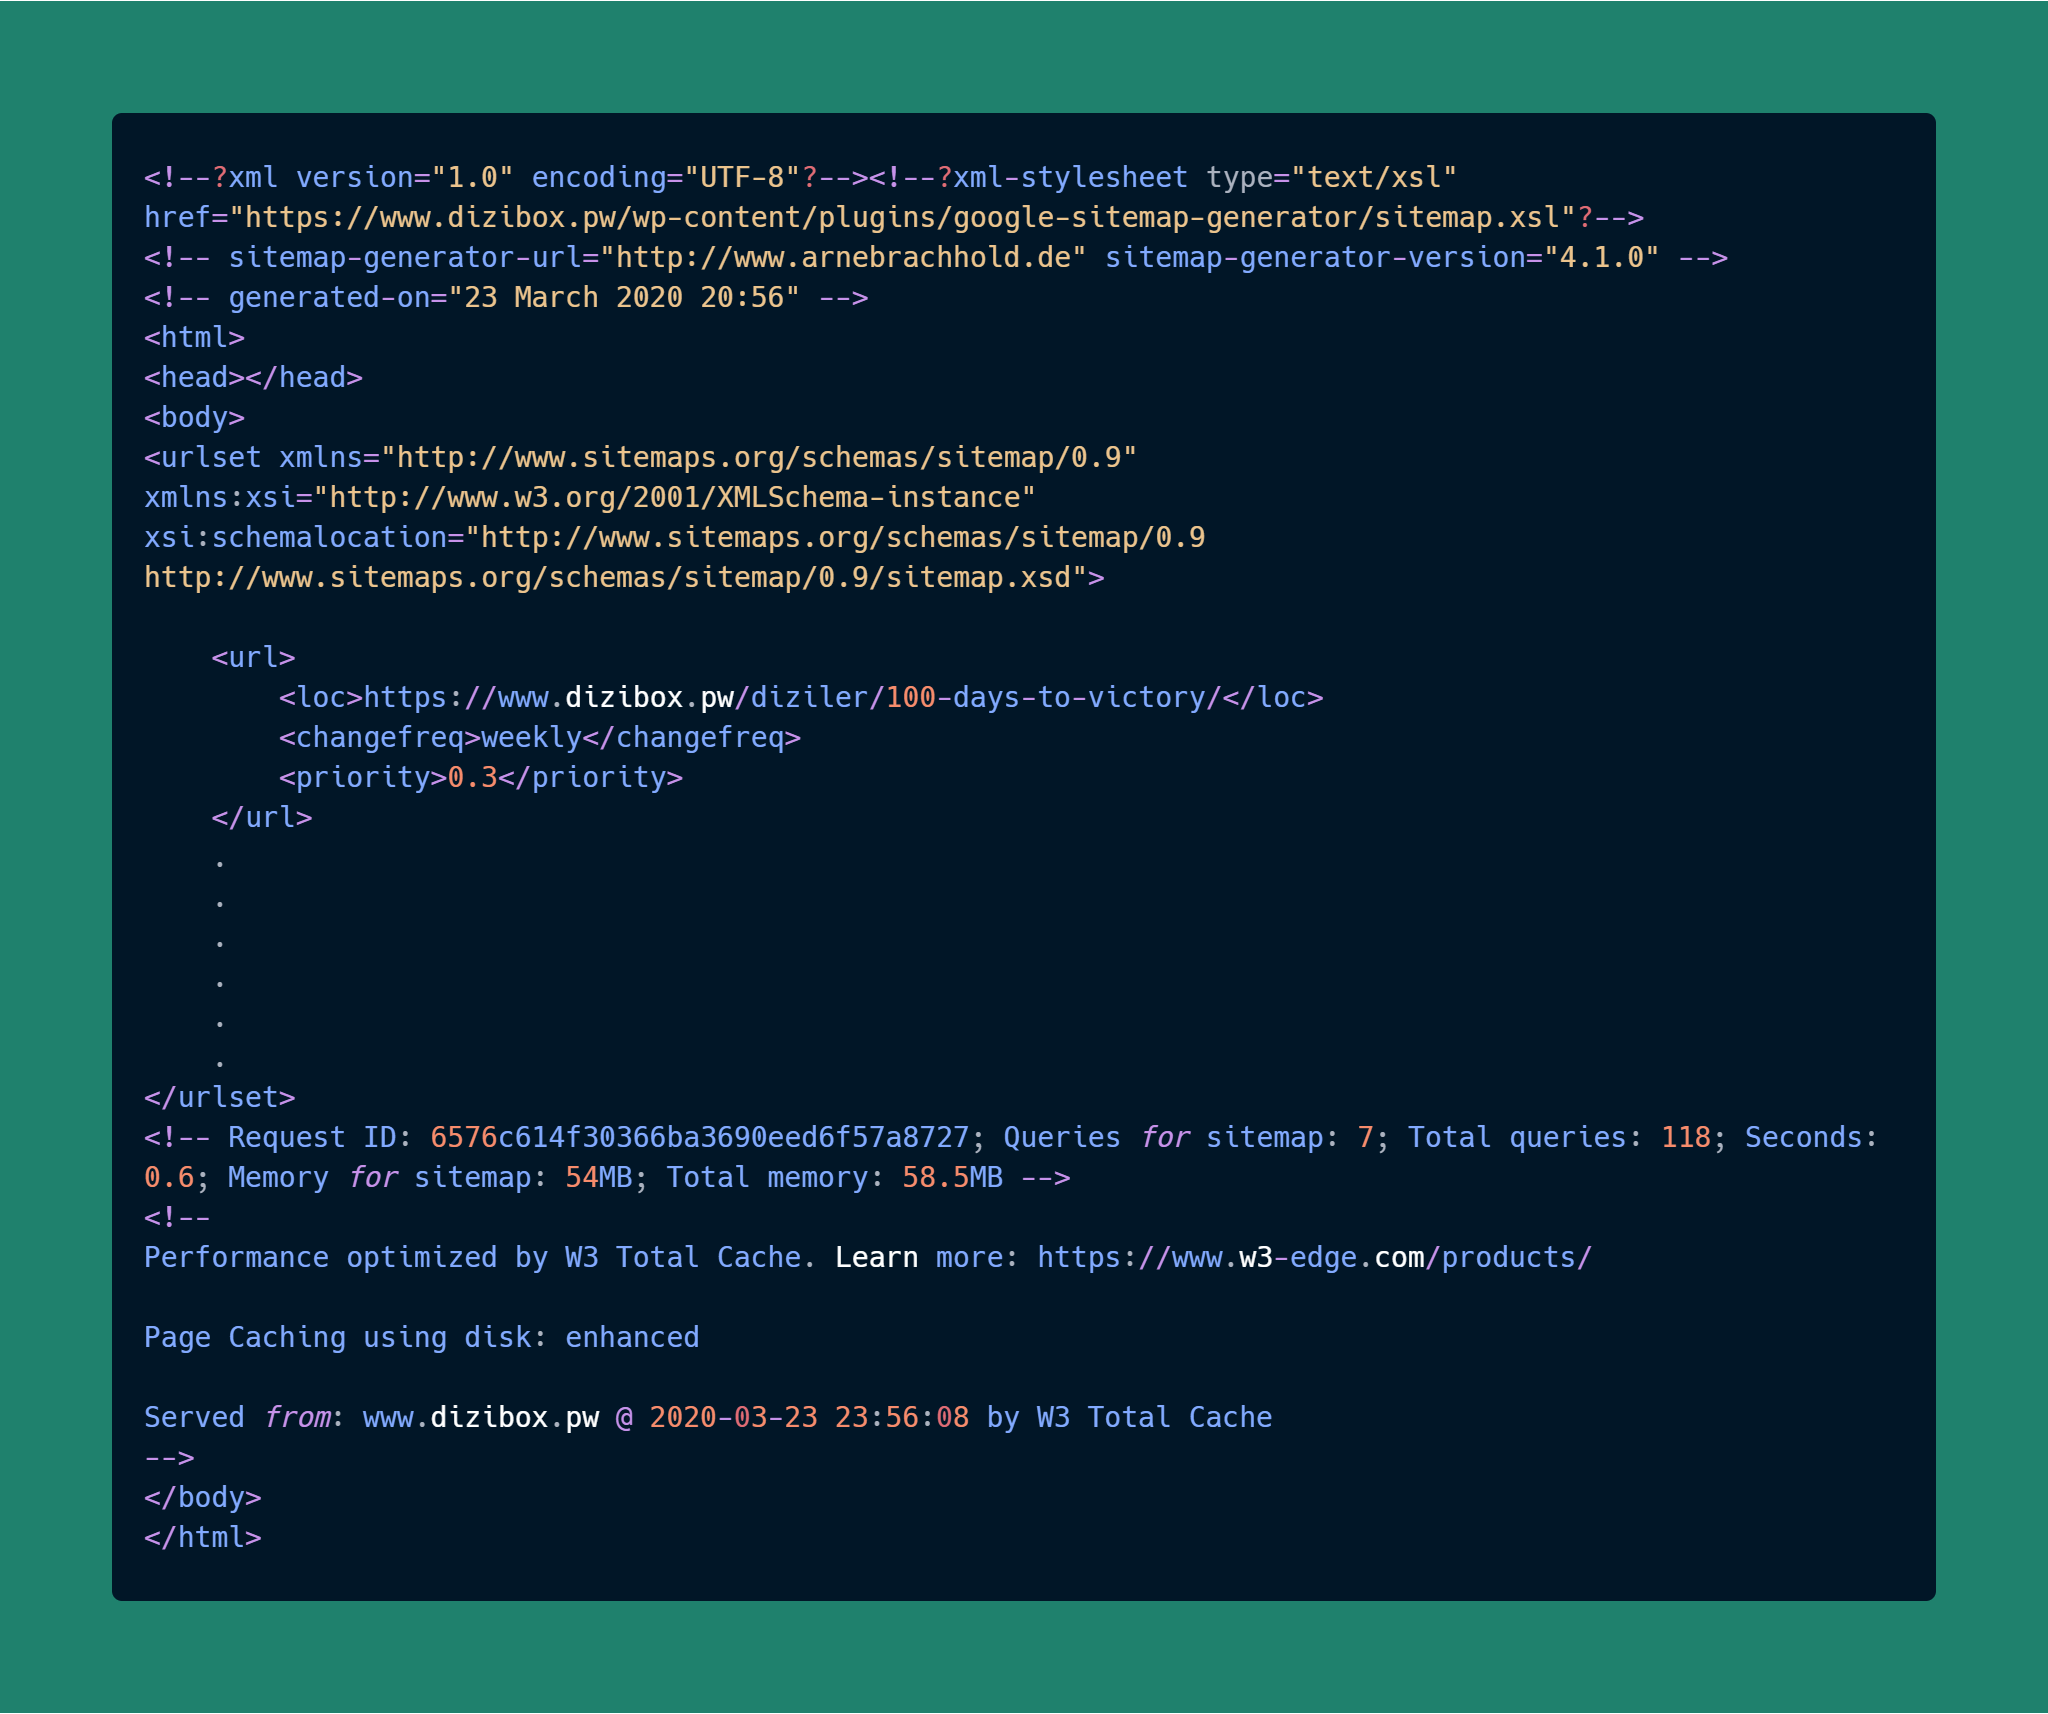 <!--?xml version="1.0" encoding="UTF-8"?--><!--?xml-stylesheet type="text/xsl"
href="https://www.dizibox.pw/wp-content/plugins/google-sitemap-generator/sitemap.xsl"?-->
<!-- sitemap-generator-url="http://www.arnebrachhold.de" sitemap-generator-version="4.1.0" -->
<!-- generated-on="23 March 2020 20:56" -->
<html>
<head></head>
<body>
<urlset xmlns="http://www.sitemaps.org/schemas/sitemap/0.9"
xmlns:xsi="http://www.w3.org/2001/XMLSchema-instance"
xsi:schemalocation="http://www.sitemaps.org/schemas/sitemap/0.9
http://www.sitemaps.org/schemas/sitemap/0.9/sitemap.xsd">

    <url>
        <loc>https://www.dizibox.pw/diziler/100-days-to-victory/</loc>
        <changefreq>weekly</changefreq>
        <priority>0.3</priority>
    </url>
    .
    .
    .
    .
    .
    .
</urlset>
<!-- Request ID: 6576c614f30366ba3690eed6f57a8727; Queries for sitemap: 7; Total queries: 118; Seconds:
0.6; Memory for sitemap: 54MB; Total memory: 58.5MB -->
<!--
Performance optimized by W3 Total Cache. Learn more: https://www.w3-edge.com/products/

Page Caching using disk: enhanced

Served from: www.dizibox.pw @ 2020-03-23 23:56:08 by W3 Total Cache
-->
</body>
</html>